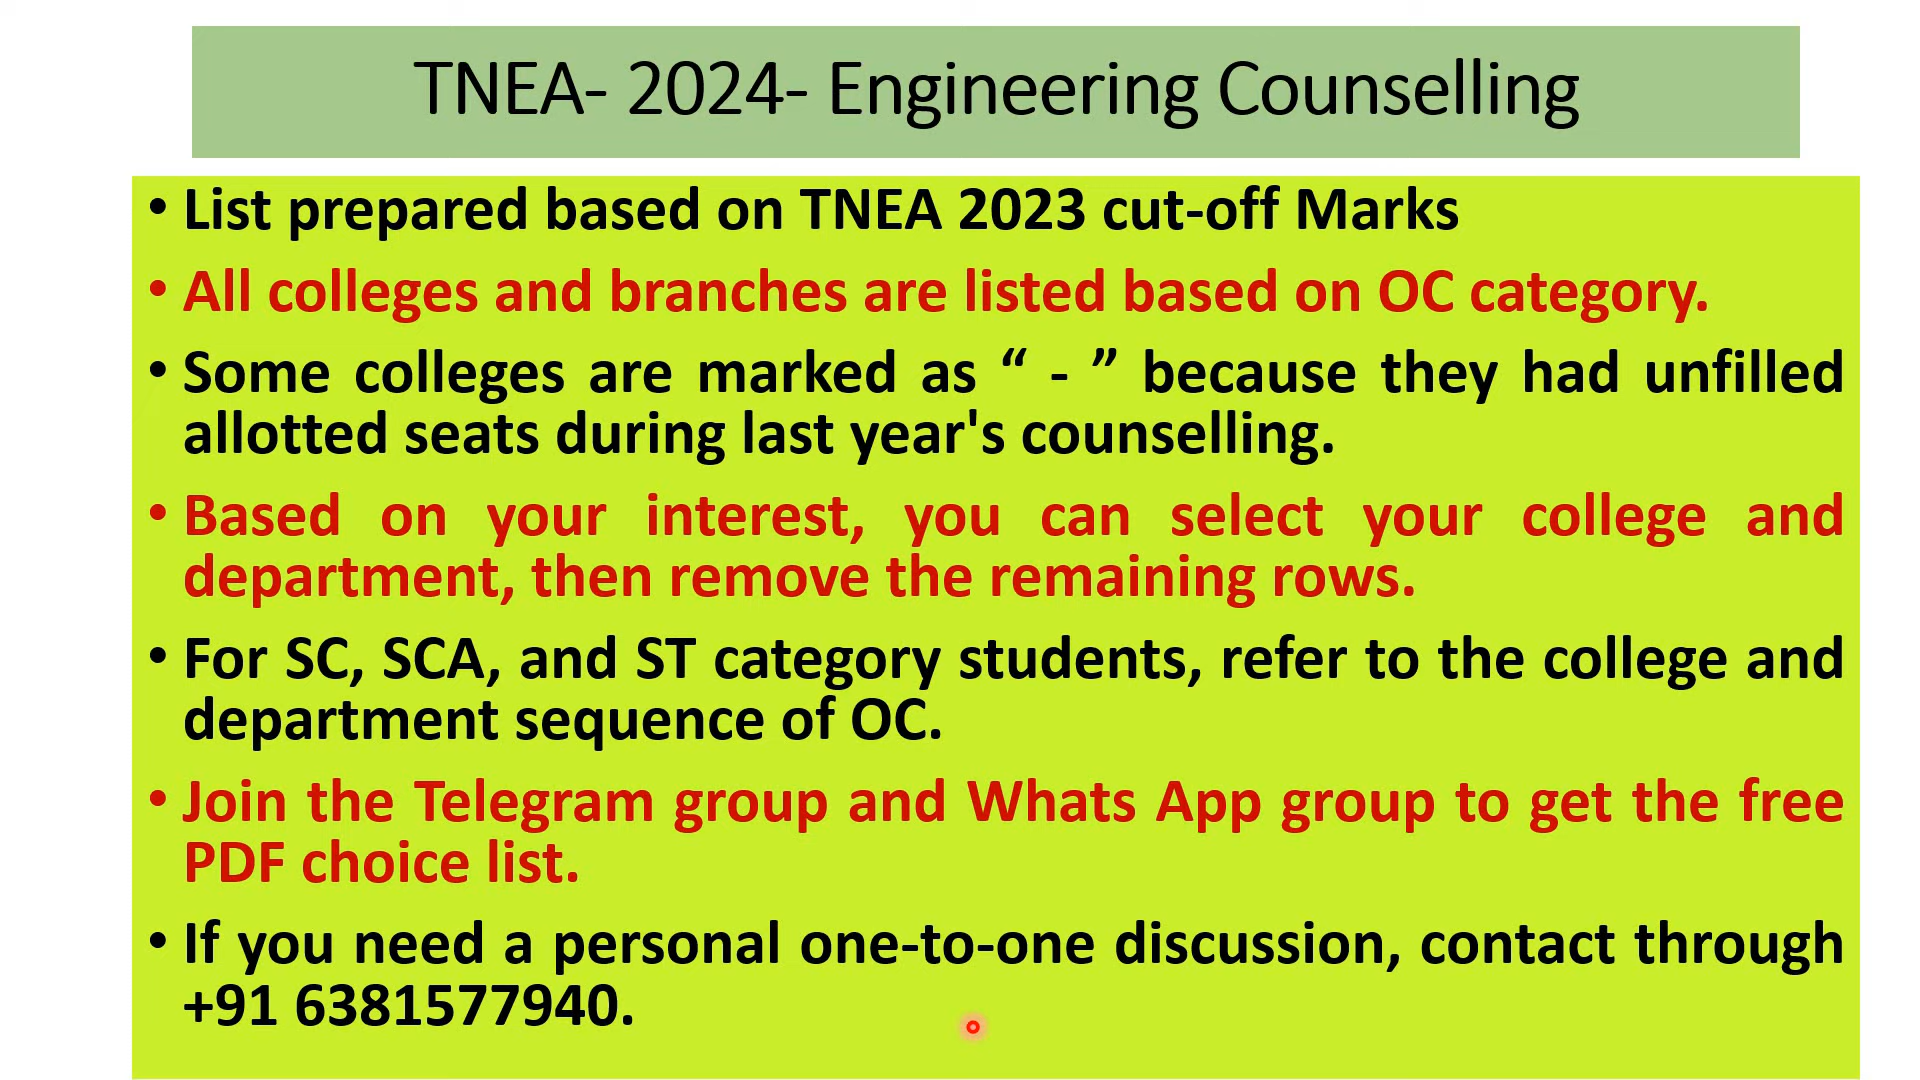 TNEA- 2024- Engineering Counselling
• List prepared based on TNEA 2023 cut-off Marks
• All colleges and branches are listed based on OC category.
• Some colleges are marked as “ - ” because they had unfilled
allotted seats during last year's counselling.
• Based on your interest, you can select your college and
department, then remove the remaining rows.
• For SC, SCA, and ST category students, refer to the college and
department sequence of OC.
• Join the Telegram group and Whats App group to get the free
PDF choice list.
• If you need a personal one-to-one discussion, contact through
+91 6381577940.